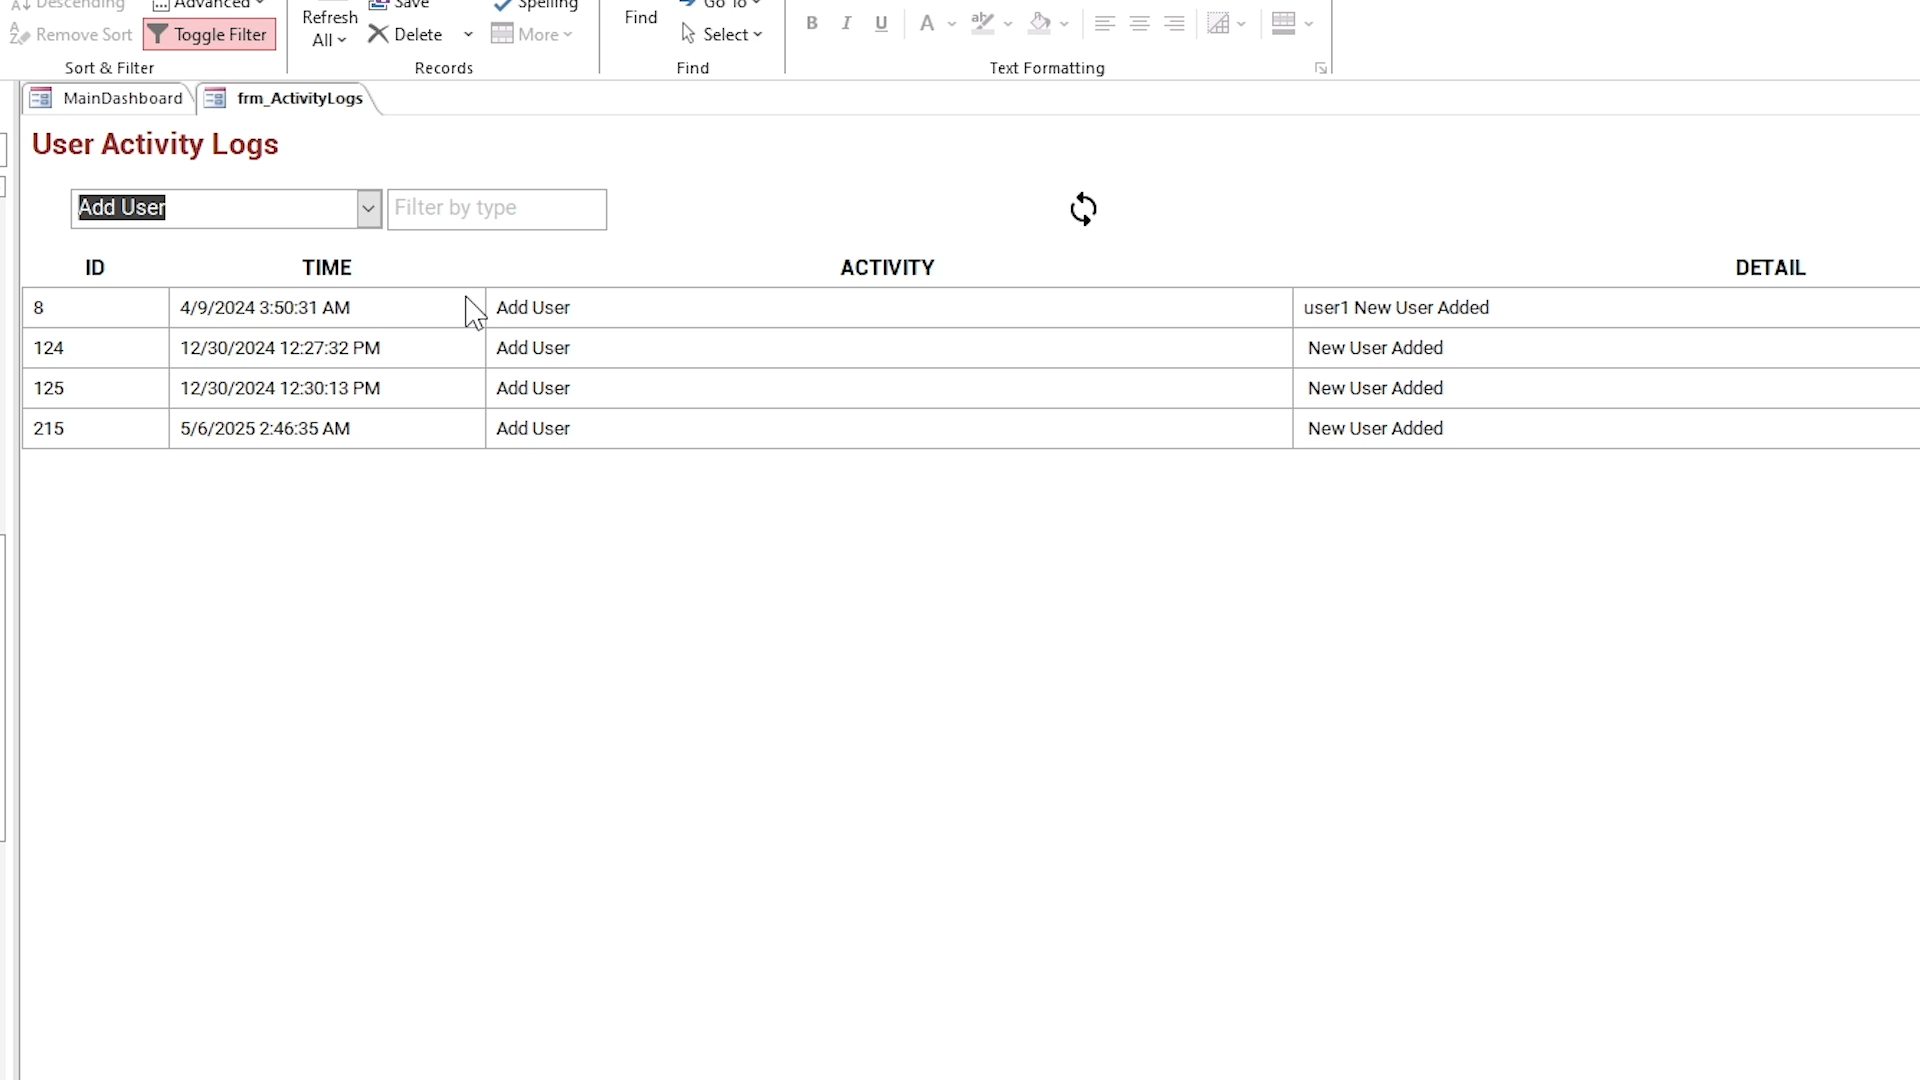 Descending
Advanced
Save
Spelling
Go To
Remove Sort
Toggle Filter
Refresh
All
Delete
More
Find
Select
B I U A
Sort & Filter
Records
Find
Text Formatting
MainDashboard
frm_ActivityLogs
User Activity Logs
Add User
Filter by type
ID TIME ACTIVITY DETAIL
8 4/9/2024 3:50:31 AM Add User user1 New User Added
124 12/30/2024 12:27:32 PM Add User New User Added
125 12/30/2024 12:30:13 PM Add User New User Added
215 5/6/2025 2:46:35 AM Add User New User Added